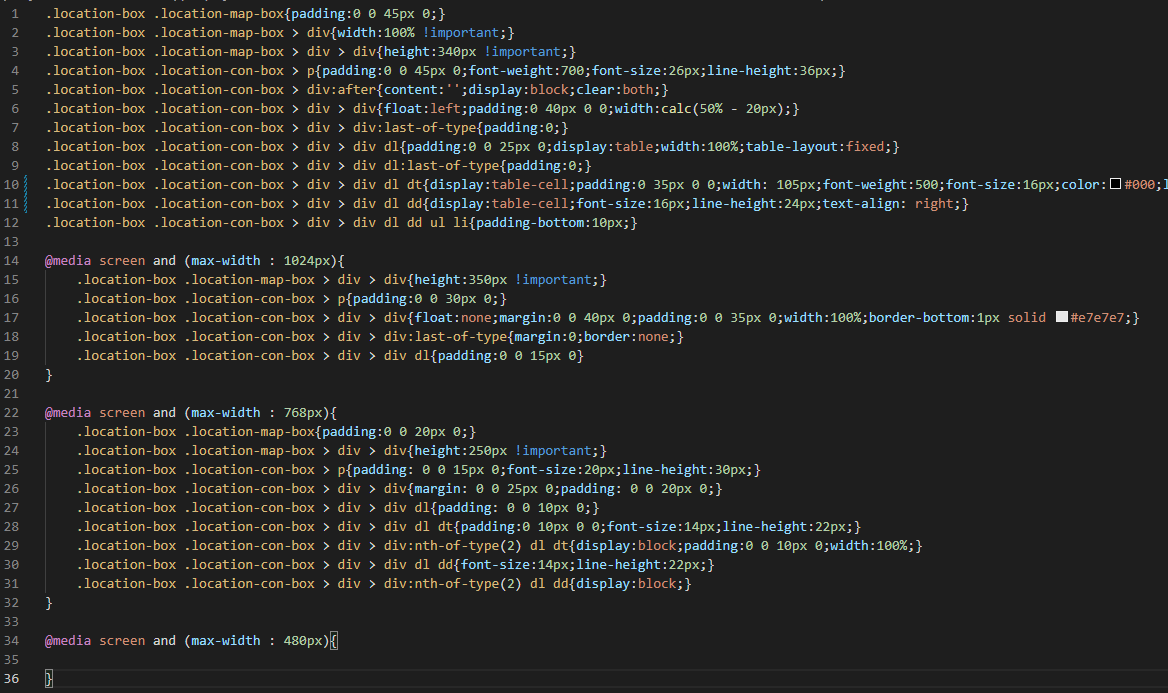 1 .location-box .location-map-box{padding:0 0 45px 0;}
2 .location-box .location-map-box > div{width:100% !important;}
3 .location-box .location-map-box > div > div{height:340px !important;}
4 .location-box .location-con-box > p{padding:0 0 45px 0;font-weight:700;font-size:26px;line-height:36px;}
5 .location-box .location-con-box > div:after{content:'';display:block;clear:both;}
6 .location-box .location-con-box > div > div{float:left;padding:0 40px 0 0;width:calc(50% - 20px);}
7 .location-box .location-con-box > div > div:last-of-type{padding:0;}
8 .location-box .location-con-box > div > div dl{padding:0 0 25px 0;display:table;width:100%;table-layout:fixed;}
9 .location-box .location-con-box > div > div dl:last-of-type{padding:0;}
10 .location-box .location-con-box > div > div dl dt{display:table-cell;padding:0 35px 0 0;width: 105px;font-weight:500;font-size:16px;color:#000;
11 .location-box .location-con-box > div > div dl dd{display:table-cell;font-size:16px;line-height:24px;text-align: right;}
12 .location-box .location-con-box > div > div dl dd ul li{padding-bottom:10px;}
13
14 @media screen and (max-width : 1024px){
15 .location-box .location-map-box > div > div{height:350px !important;}
16 .location-box .location-con-box > p{padding:0 0 30px 0;}
17 .location-box .location-con-box > div > div{float:none;margin:0 0 40px 0;padding:0 0 35px 0;width:100%;border-bottom:1px solid #e7e7e7;}
18 .location-box .location-con-box > div > div:last-of-type{margin:0;border:none;}
19 .location-box .location-con-box > div > div dl{padding:0 0 15px 0}
20 }
21
22 @media screen and (max-width : 768px){
23 .location-box .location-map-box{padding:0 0 20px 0;}
24 .location-box .location-map-box > div > div{height:250px !important;}
25 .location-box .location-con-box > p{padding: 0 0 15px 0;font-size:20px;line-height:30px;}
26 .location-box .location-con-box > div > div{margin: 0 0 25px 0;padding: 0 0 20px 0;}
27 .location-box .location-con-box > div > div dl{padding: 0 0 10px 0;}
28 .location-box .location-con-box > div > div dl dt{padding:0 10px 0 0;font-size:14px;line-height:22px;}
29 .location-box .location-con-box > div > div:nth-of-type(2) dl dt{display:block;padding:0 0 10px 0;width:100%;}
30 .location-box .location-con-box > div > div dl dd{font-size:14px;line-height:22px;}
31 .location-box .location-con-box > div > div:nth-of-type(2) dl dd{display:block;}
32 }
33
34 @media screen and (max-width : 480px){
35
36 }